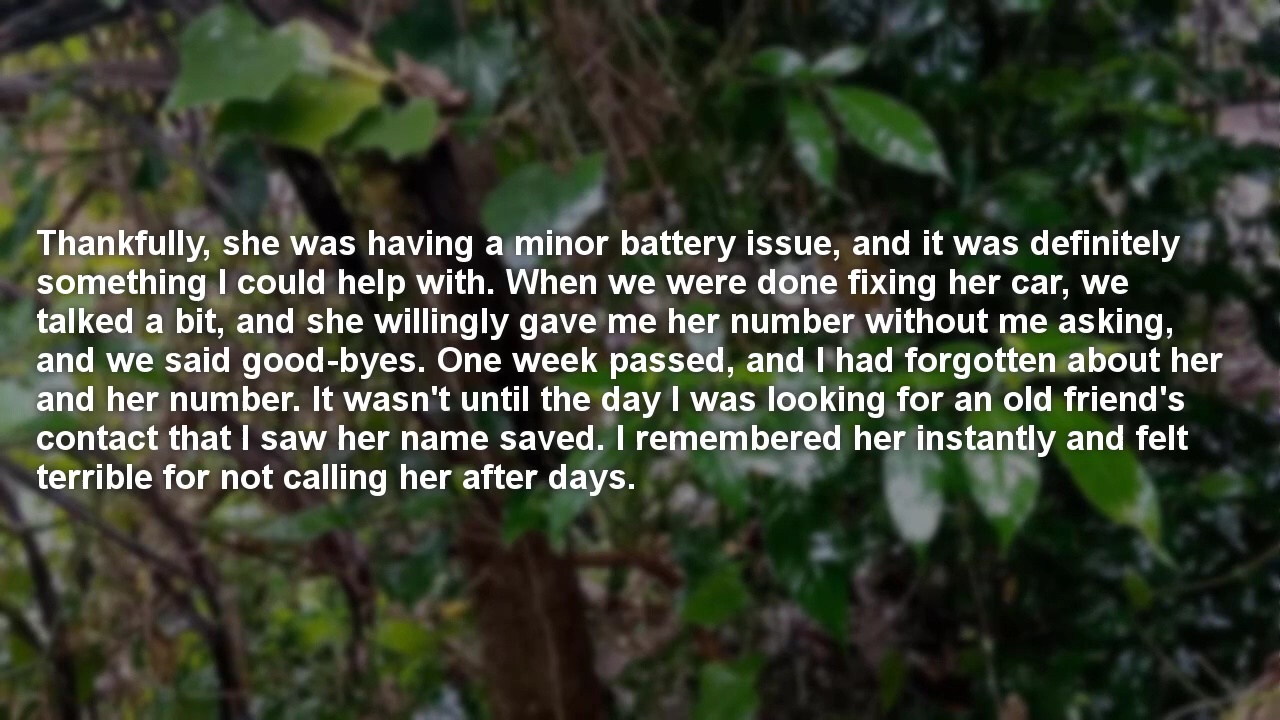 Thankfully, she was having a minor battery issue, and it was definitely
something I could help with. When we were done fixing her car, we
talked a bit, and she willingly gave me her number without me asking,
and we said good-byes. One week passed, and I had forgotten about her
and her number. It wasn't until the day I was looking for an old friend's
contact that I saw her name saved. I remembered her instantly and felt
terrible for not calling her after days.